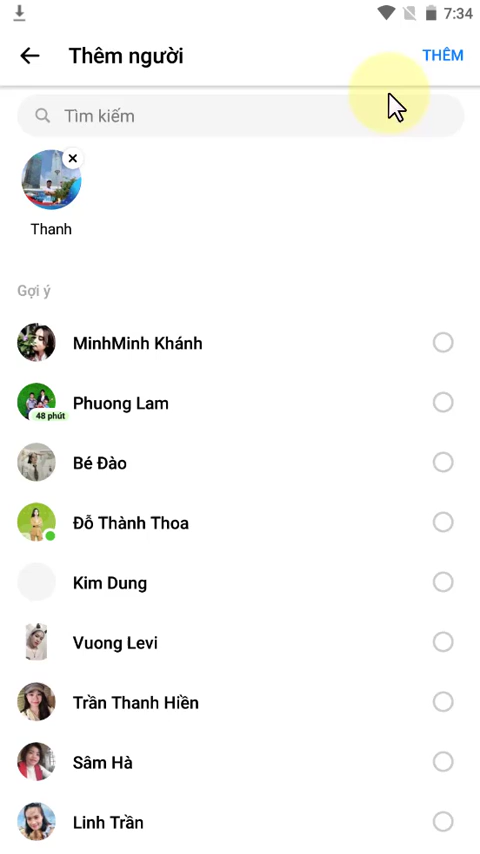 7:34
Thêm người
THÊM
Tìm kiếm
Thanh
Gợi ý
MinhMinh Khánh
Phuong Lam
48 phút
Bé Đào
Đỗ Thành Thoa
Kim Dung
Vuong Levi
Trần Thanh Hiền
Sâm Hà
Linh Trần